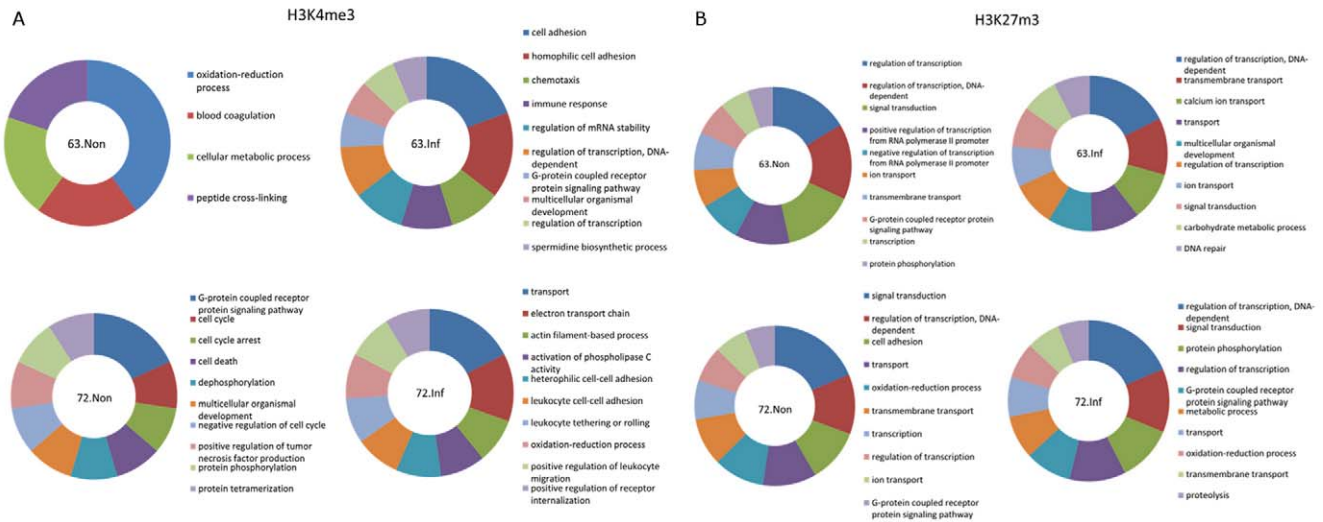 A
H3K4me3
63.Non
oxidation-reduction
process
blood coagulation
cellular metabolic process
peptide cross-linking
63.Inf
cell adhesion
homophilic cell adhesion
chemotaxis
immune response
regulation of mRNA stability
regulation of transcription, DNA-
dependent
G-protein coupled receptor
protein signaling pathway
multicellular organismal
development
regulation of transcription
spermidine biosynthetic process
72.Non
G-protein coupled receptor
protein signaling pathway
cell cycle
cell cycle arrest
cell death
dephosphorylation
multicellular organismal
development
negative regulation of cell cycle
positive regulation of tumor
necrosis factor production
protein phosphorylation
protein tetramerization
72.Inf
transport
electron transport chain
actin filament-based process
activation of phospholipase C
activity
heterophilic cell-cell adhesion
leukocyte cell-cell adhesion
leukocyte tethering or rolling
oxidation-reduction process
positive regulation of leukocyte
migration
positive regulation of receptor
internalization
B
H3K27m3
63.Non
regulation of transcription
regulation of transcription, DNA-
dependent
signal transduction
positive regulation of transcription
from RNA polymerase II promoter
negative regulation of transcription
from RNA polymerase II promoter
ion transport
transmembrane transport
G-protein coupled receptor protein
signaling pathway
transcription
protein phosphorylation
63.Inf
regulation of transcription, DNA-
dependent
transmembrane transport
calcium ion transport
transport
multicellular organismal
development
regulation of transcription
ion transport
signal transduction
carbohydrate metabolic process
DNA repair
72.Non
signal transduction
regulation of transcription, DNA-
dependent
cell adhesion
transport
oxidation-reduction process
transmembrane transport
transcription
regulation of transcription
ion transport
G-protein coupled receptor
protein signaling pathway
72.Inf
regulation of transcription, DNA-
dependent
signal transduction
protein phosphorylation
regulation of transcription
G-protein coupled receptor
protein signaling pathway
metabolic process
transport
oxidation-reduction process
transmembrane transport
proteolysis